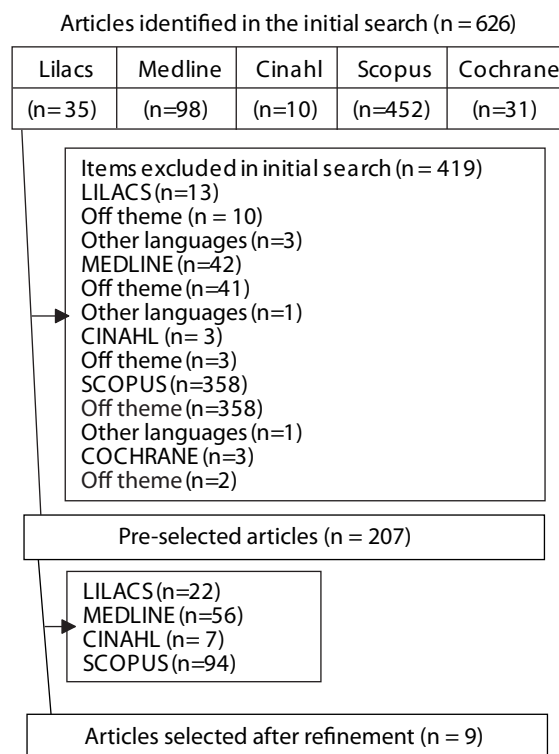 Articles identified in the initial search (n = 626)
Lilacs Medline Cinahl Scopus Cochrane
(n= 35) (n=98) (n=10) (n=452) (n=31)
Items excluded in initial search (n = 419)
LILACS (n=13)
Off theme (n = 10)
Other languages (n=3)
MEDLINE (n=42)
Off theme (n=41)
Other languages (n=1)
CINAHL (n= 3)
Off theme (n=3)
SCOPUS (n=358)
Off theme (n=358)
Other languages (n=1)
COCHRANE (n=3)
Off theme (n=2)
Pre-selected articles (n = 207)
LILACS (n=22)
MEDLINE (n=56)
CINAHL (n= 7)
SCOPUS (n=94)
Articles selected after refinement (n = 9)